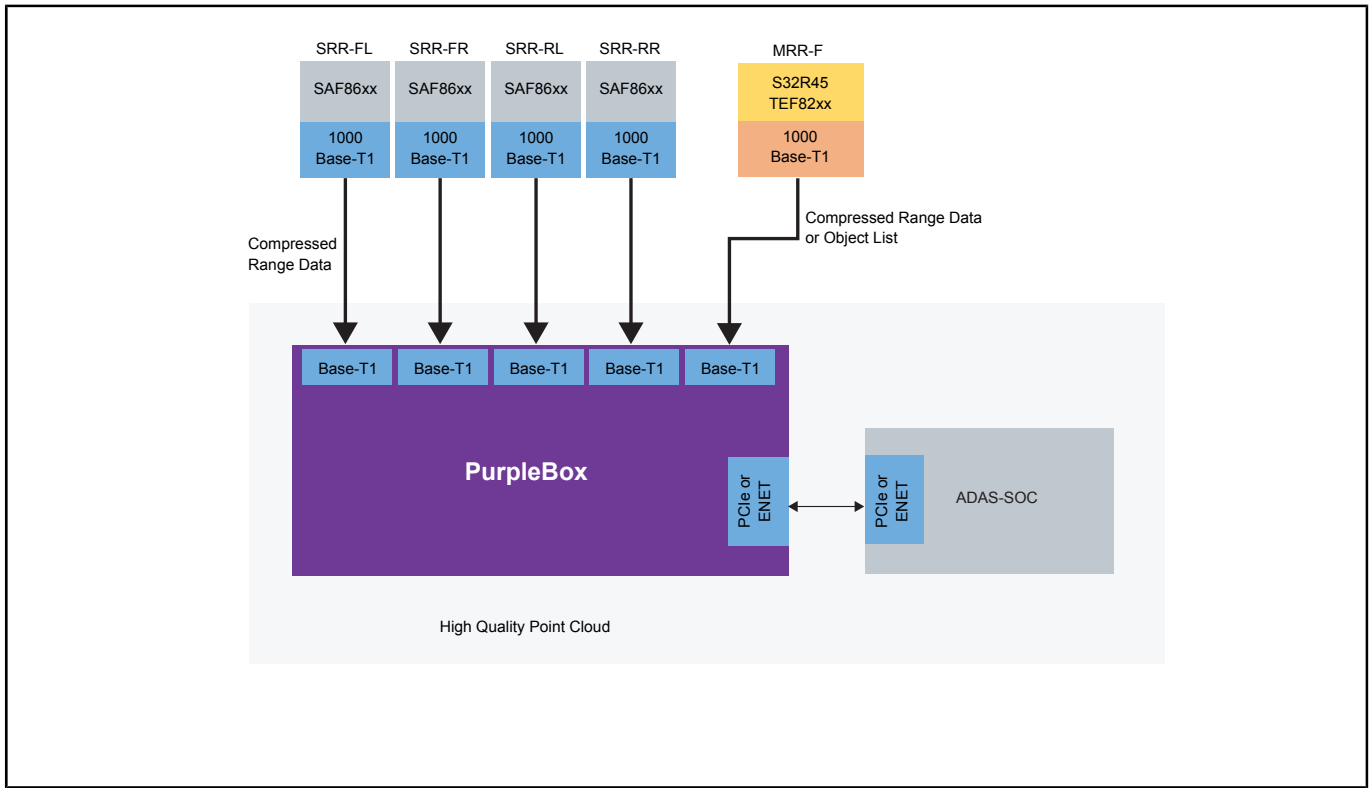 SRR-FL
SRR-FR
SRR-RL
SRR-RR
MRR-F
SAF86xx
SAF86xx
SAF86xx
SAF86xx
S32R45
TEF82xx
1000
Base-T1
1000
Base-T1
1000
Base-T1
1000
Base-T1
1000
Base-T1
Compressed
Range Data
Compressed Range Data
or Object List
Base-T1
Base-T1
Base-T1
Base-T1
Base-T1
PurpleBox
PCIe or
ENET
PCIe or
ENET
ADAS-SOC
High Quality Point Cloud